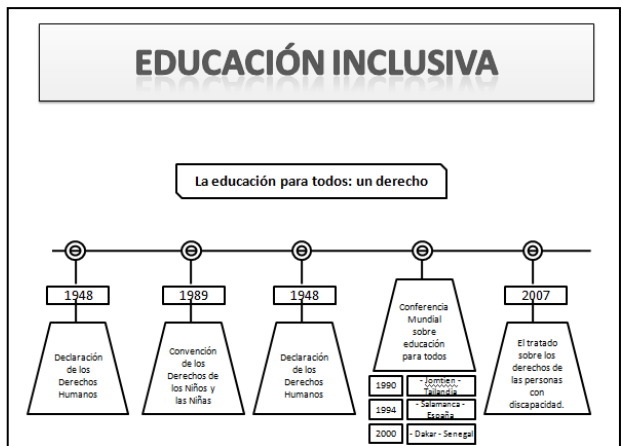 EDUCACIÓN INCLUSIVA
La educación para todos: un derecho
1948
Declaración
de los
Derechos
Humanos
1989
Convención
de los
Derechos de
los Niños y
las Niñas
1948
Declaración
de los
Derechos
Humanos
Conferencia
Mundial
sobre
educación
para todos
1990
- Jomtien -
Tailandia
1994
- Salamanca -
España
2000
- Dakar - Senegal
2007
El tratado
sobre los
derechos de
las personas
con
discapacidad.